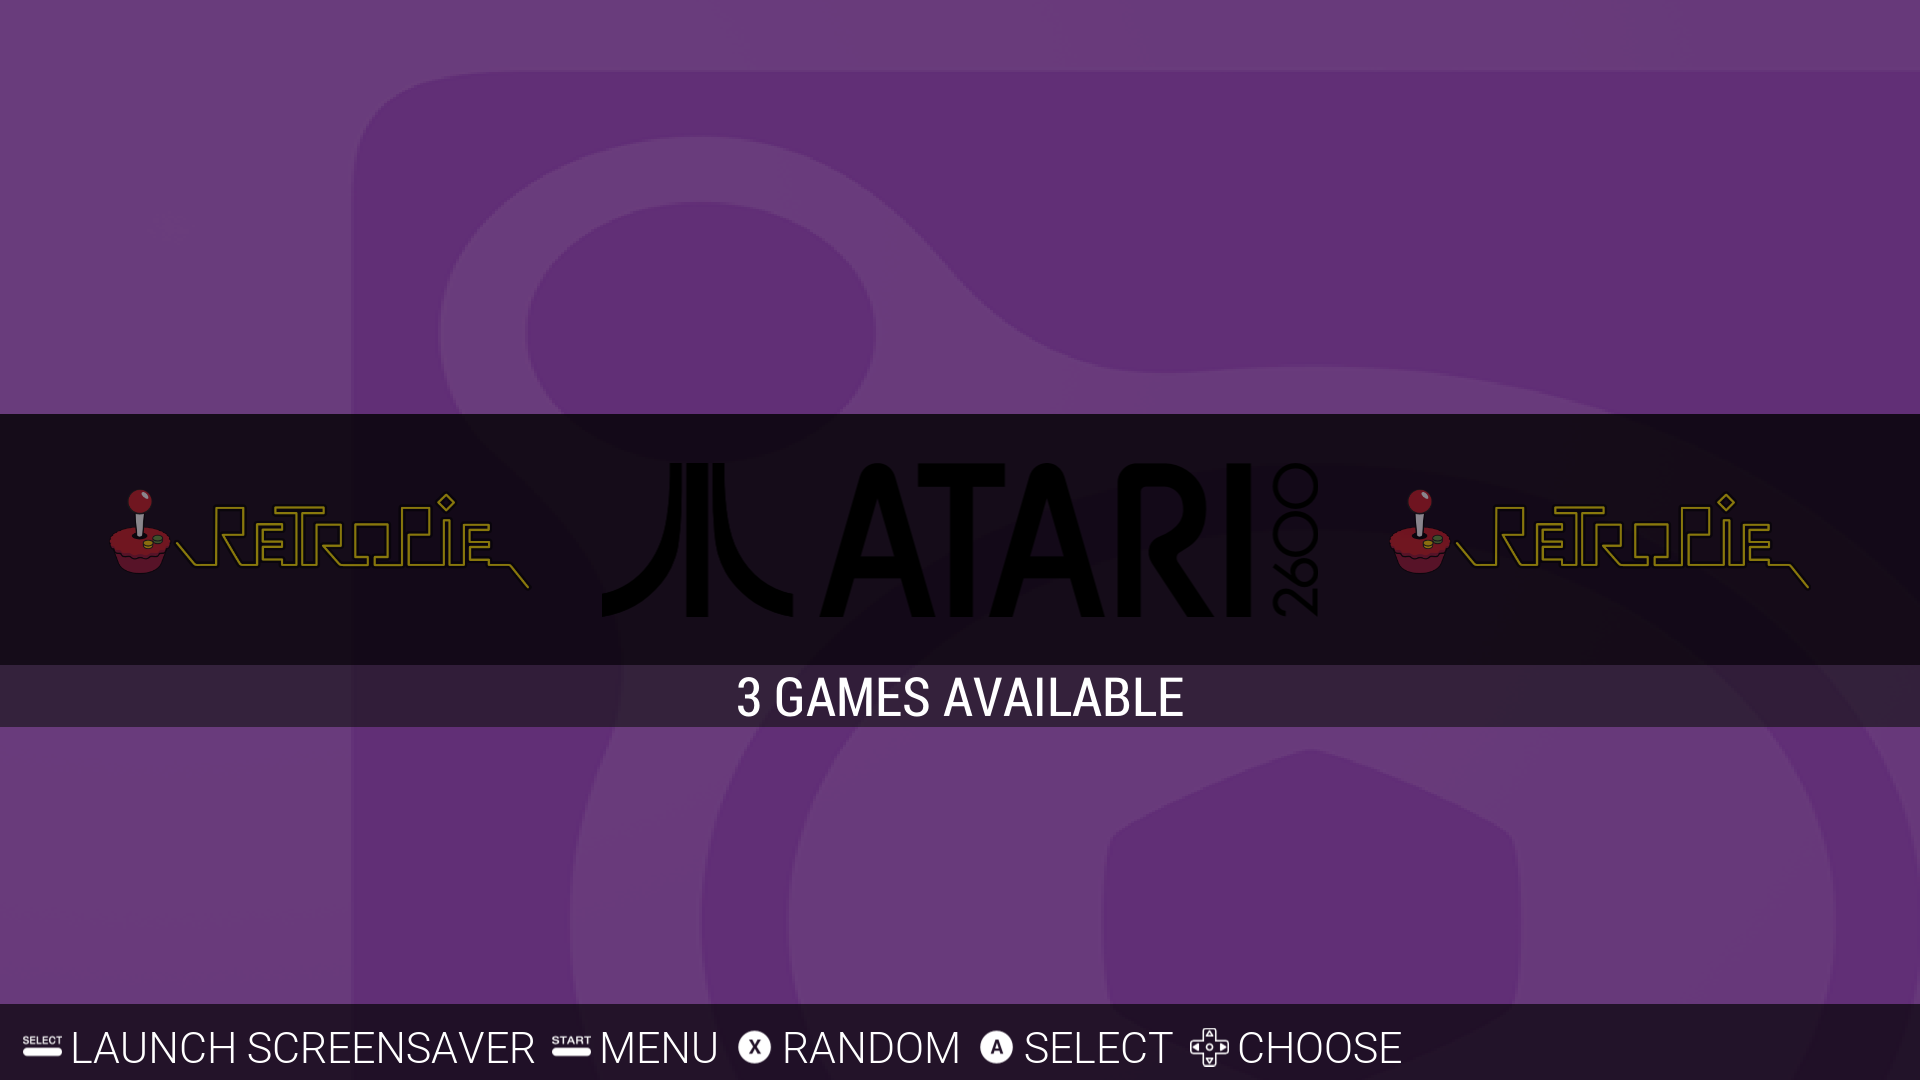 RETROPIE ATARI 2600 RETROPIE
3 GAMES AVAILABLE
SELECT LAUNCH SCREENSAVER START MENU X RANDOM A SELECT CHOOSE